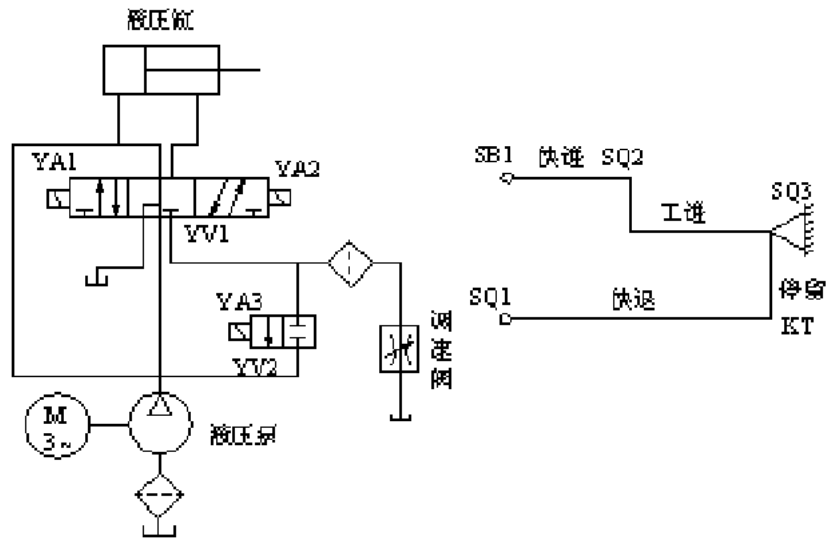 液压缸
YA1
YA2
YV1
YA3
YV2
M
3~
液压泵
调速阀
SB1 快进 SQ2
SQ3
工进
SQ1
快退
停留
KT